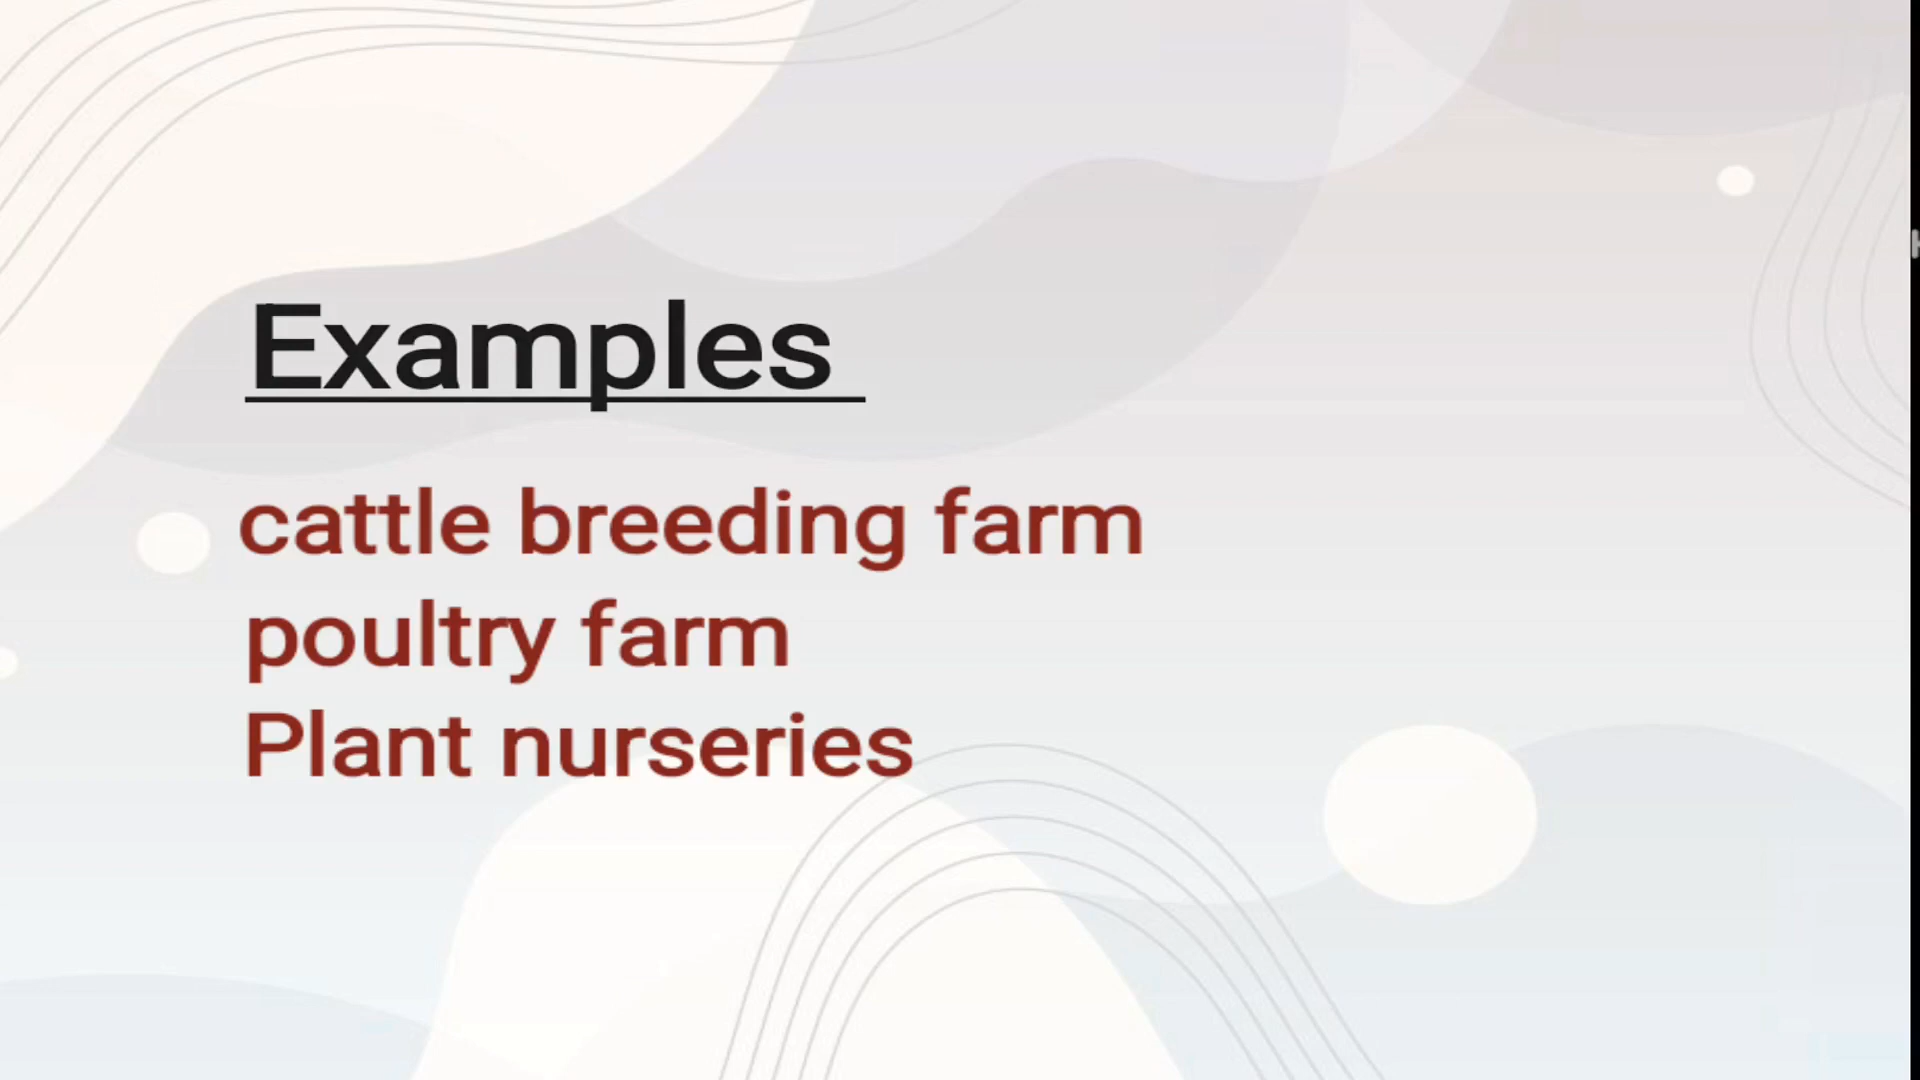 Examples
cattle breeding farm
poultry farm
Plant nurseries